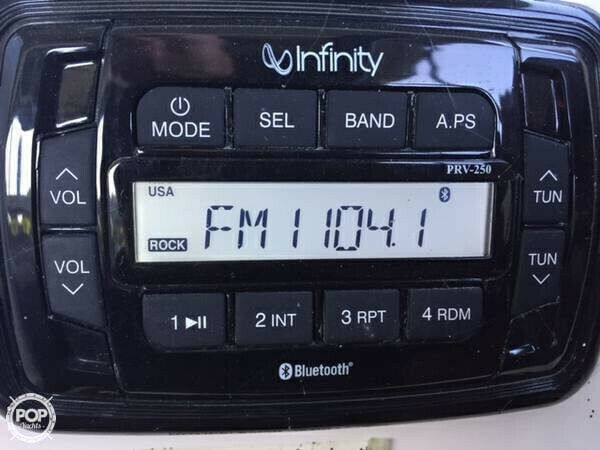 Infinity
MODE SEL BAND A.PS
PRV-250
VOL USA TUN
ROCK FM1 104.1
VOL TUN
1 2 INT 3 RPT 4 RDM
Bluetooth®
POP
Yachts